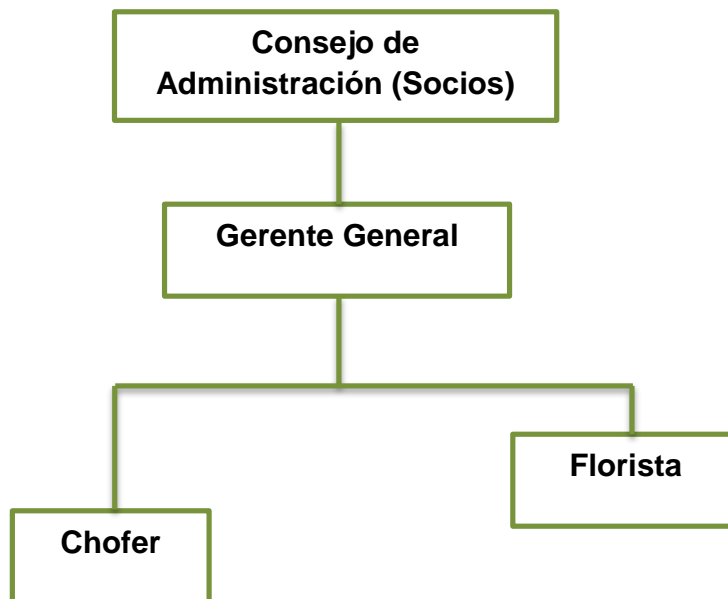 Consejo de
Administración (Socios)
Gerente General
Florista
Chofer